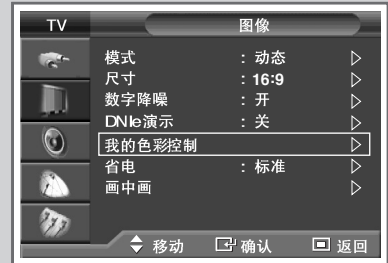 TV 图像
模式 : 动态
尺寸 : 16:9
数字降噪 : 开
DNIe演示 : 关
我的色彩控制
省电 : 标准
画中画
移动 确认 返回